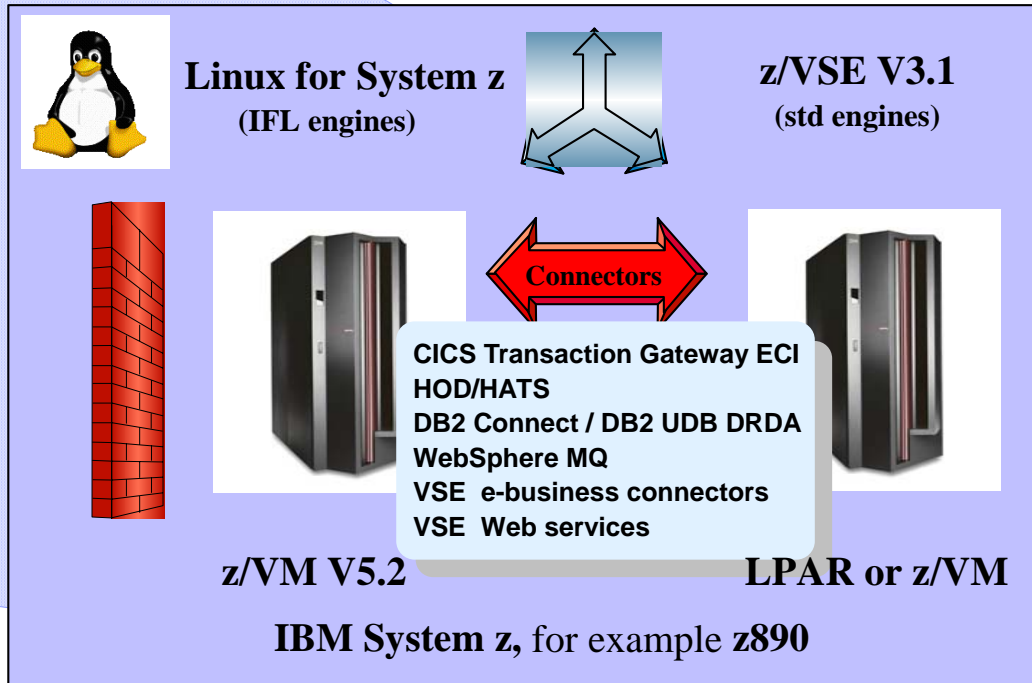 Linux for System z
(IFL engines)
z/VSE V3.1
(std engines)
Connectors
CICS Transaction Gateway ECI
HOD/HATS
DB2 Connect / DB2 UDB DRDA
WebSphere MQ
VSE e-business connectors
VSE Web services
z/VM V5.2
LPAR or z/VM
IBM System z, for example z890